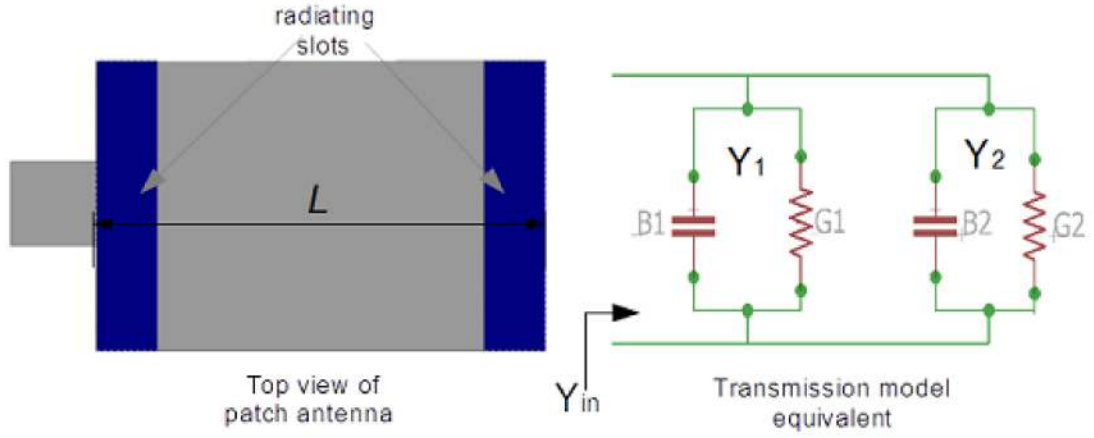 radiating
slots
L
Top view of
patch antenna
Y1
Y2
B1
G1
B2
G2
Yin
Transmission model
equivalent